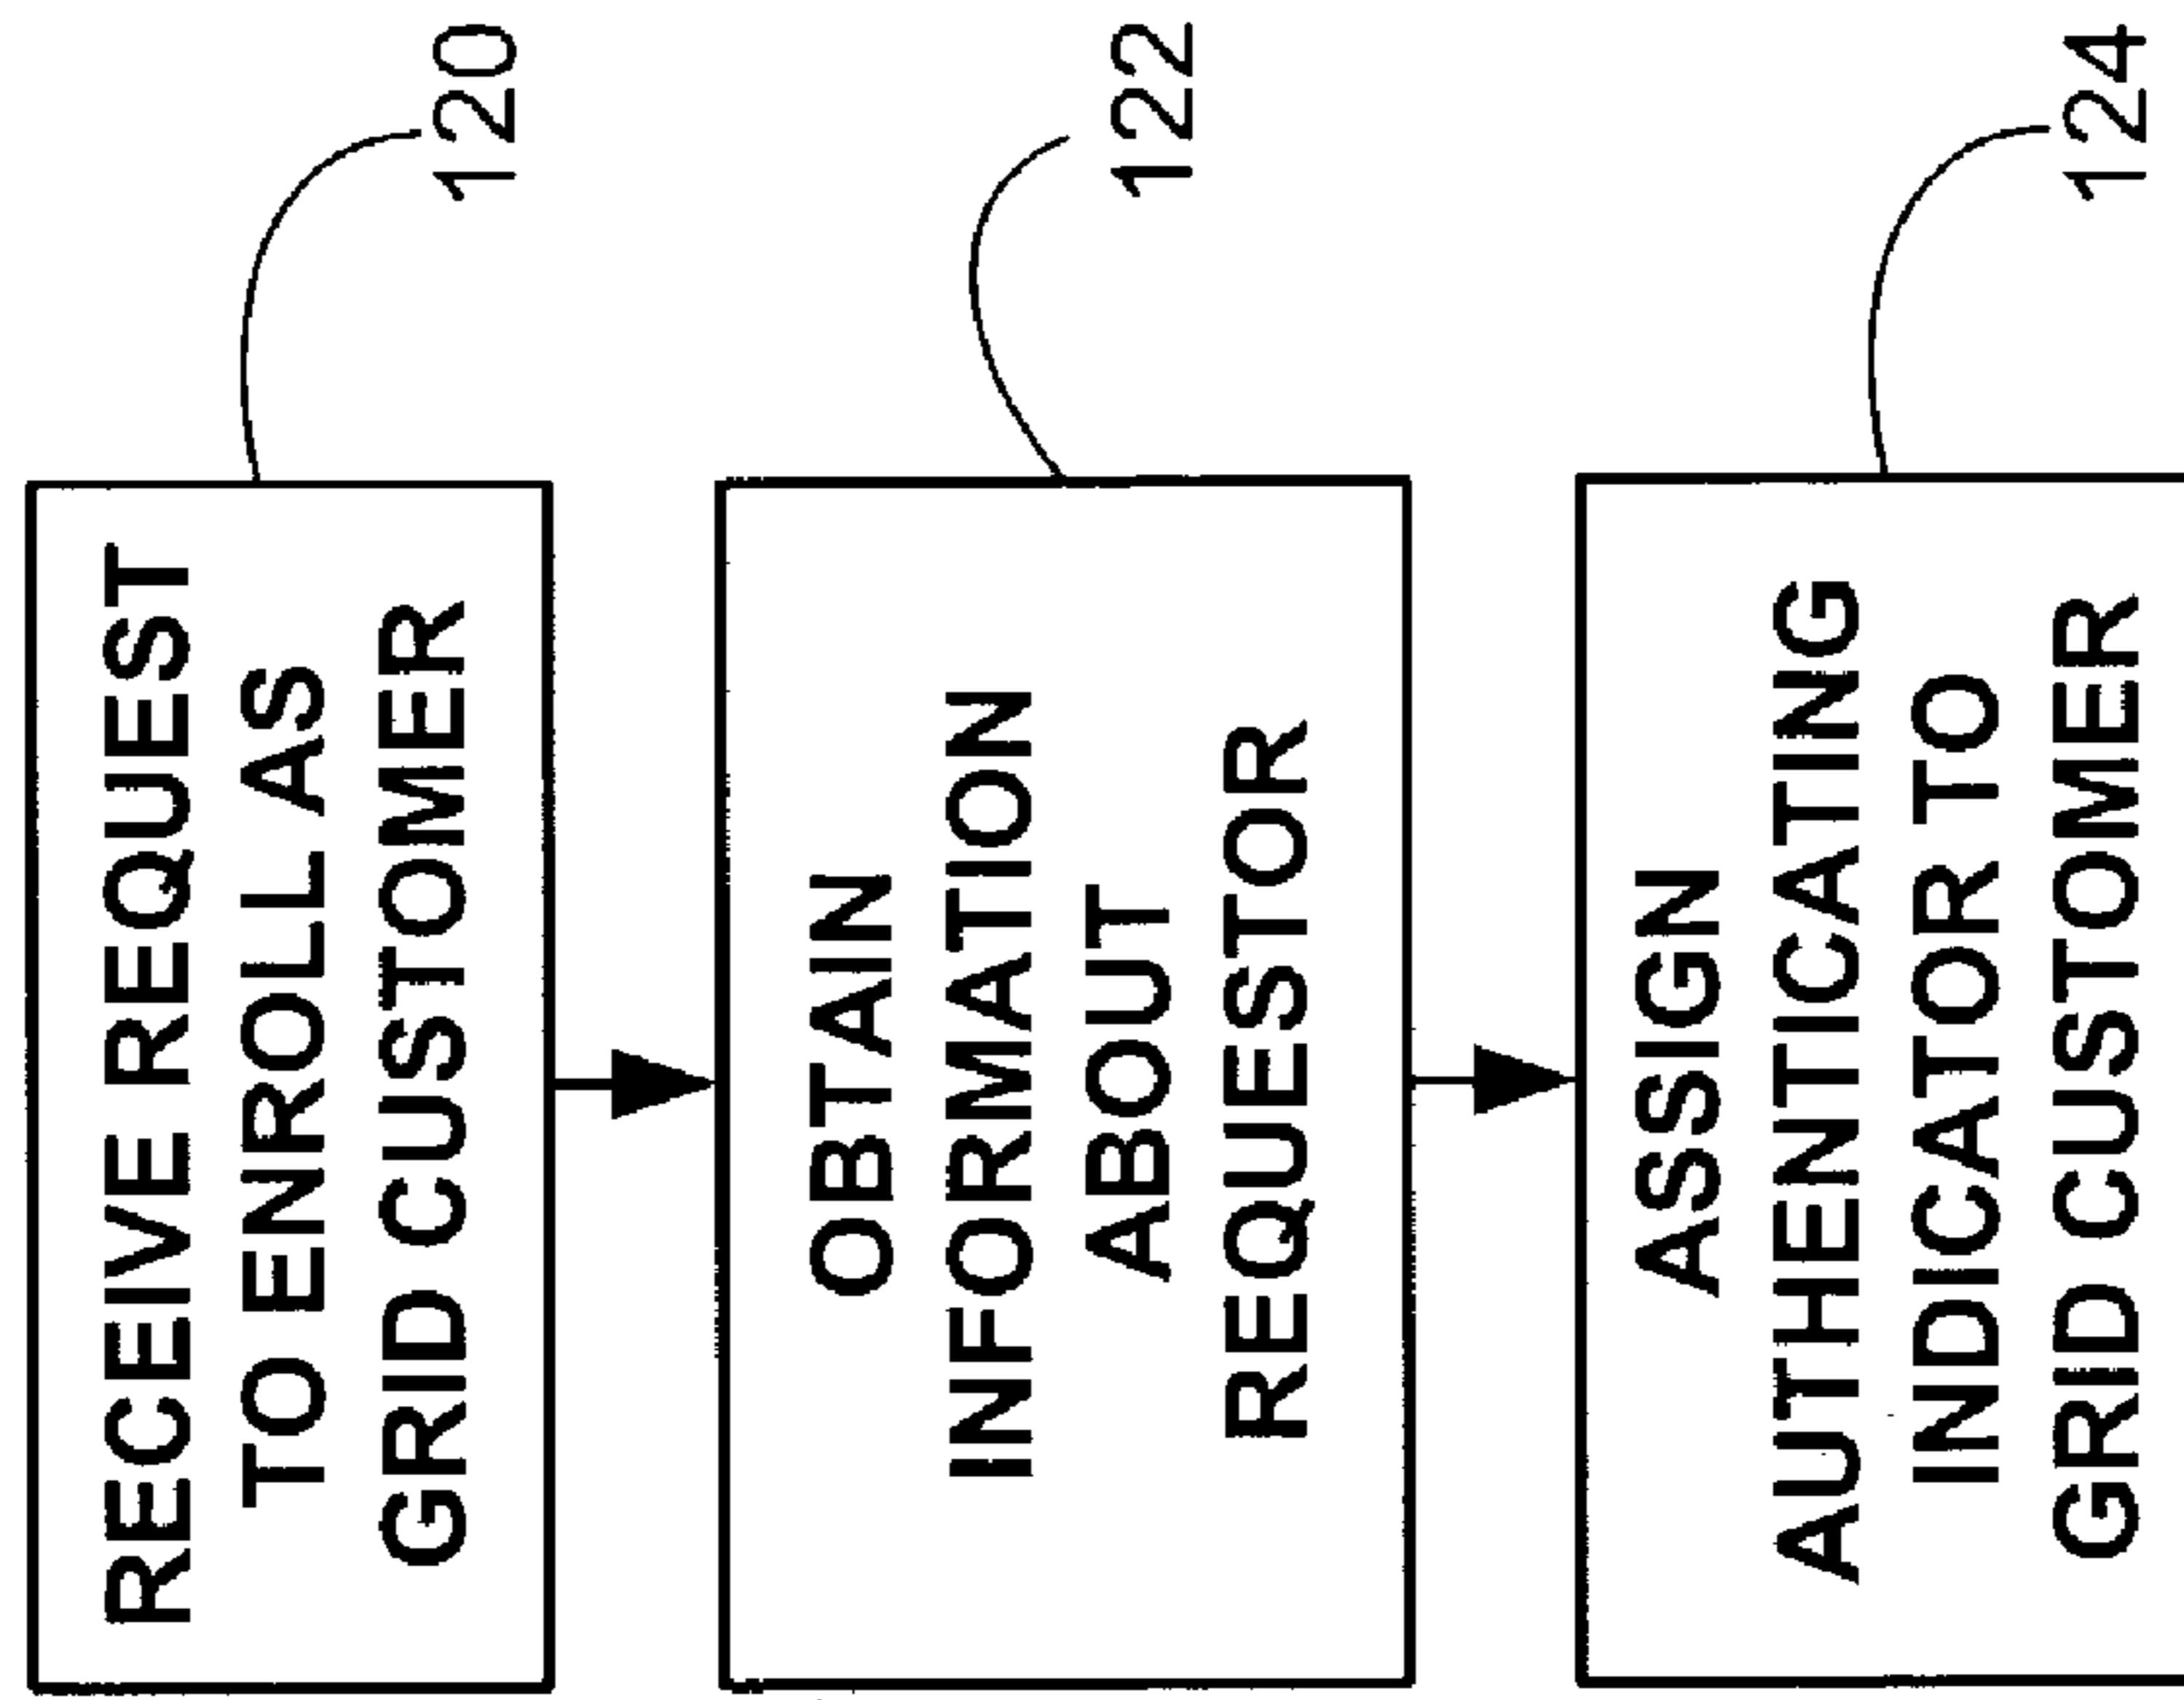 RECEIVE REQUEST
TO ENROLL AS
GRID CUSTOMER
120
OBTAIN
INFORMATION
ABOUT
REQUESTOR
122
ASSIGN
AUTHENTICATING
INDICATOR TO
GRID CUSTOMER
124